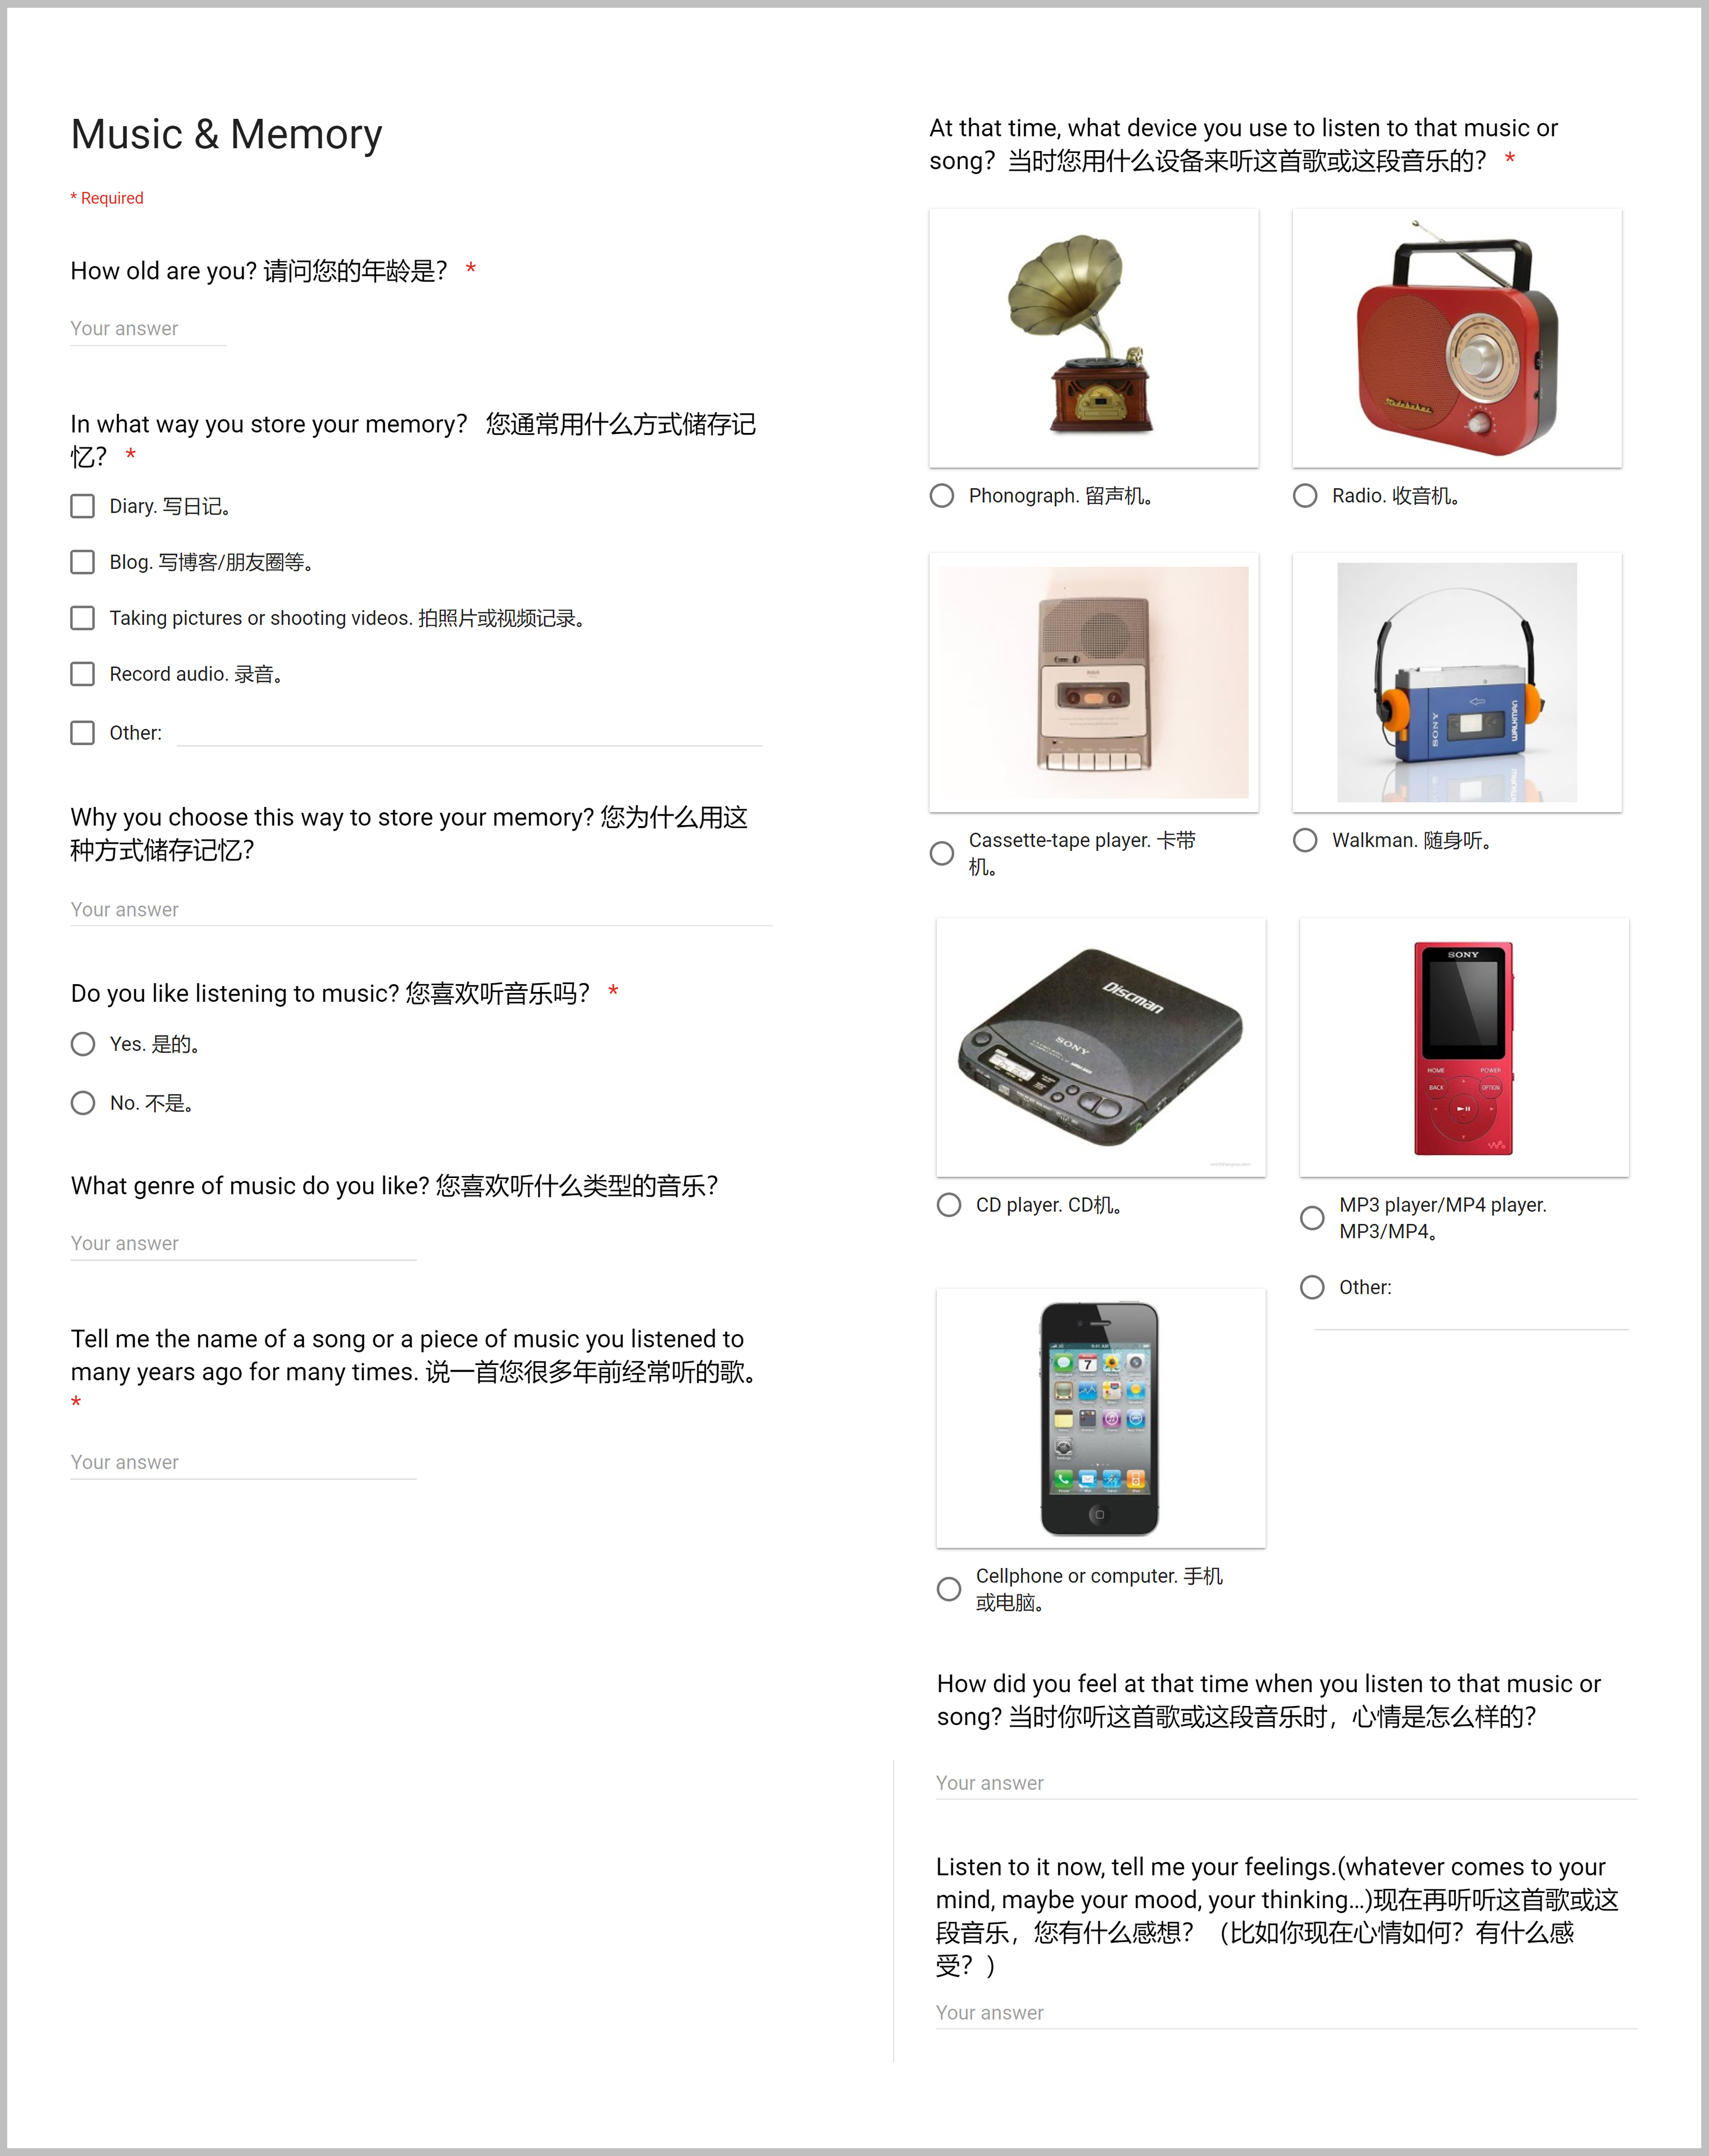 Music & Memory
* Required
How old are you? 请问您的年龄是? *
Your answer
In what way you store your memory? 您通常用什么方式储存记
忆? *
Diary. 写日记。
Blog. 写博客/朋友圈等。
Taking pictures or shooting videos. 拍照片或视频记录。
Record audio. 录音。
Other:
Why you choose this way to store your memory? 您为什么用这
种方式储存记忆?
Your answer
Do you like listening to music? 您喜欢听音乐吗? *
Yes. 是的。
No. 不是。
What genre of music do you like? 您喜欢听什么类型的音乐?
Your answer
Tell me the name of a song or a piece of music you listened to
many years ago for many times. 说一首您很多年前经常听的歌。
*
Your answer
At that time, what device you use to listen to that music or
song? 当时您用什么设备来听这首歌或这段音乐的? *
Studebaker
Phonograph. 留声机。
Radio. 收音机。
RCA
SONY
WALKMAN
Cassette-tape player. 卡带
机。
Walkman. 随身听。
Discman
SONY
SONY
HOME
POWER
BACK
OPTION
CD player. CD机。
MP3 player/MP4 player.
MP3/MP4。
Other:
7
Cellphone or computer. 手机
或电脑。
How did you feel at that time when you listen to that music or
song? 当时你听这首歌或这段音乐时，心情是怎么样的?
Your answer
Listen to it now, tell me your feelings.(whatever comes to your
mind, maybe your mood, your thinking...)现在再听听这首歌或这
段音乐，您有什么感想? （比如你现在心情如何? 有什么感
受? ）
Your answer